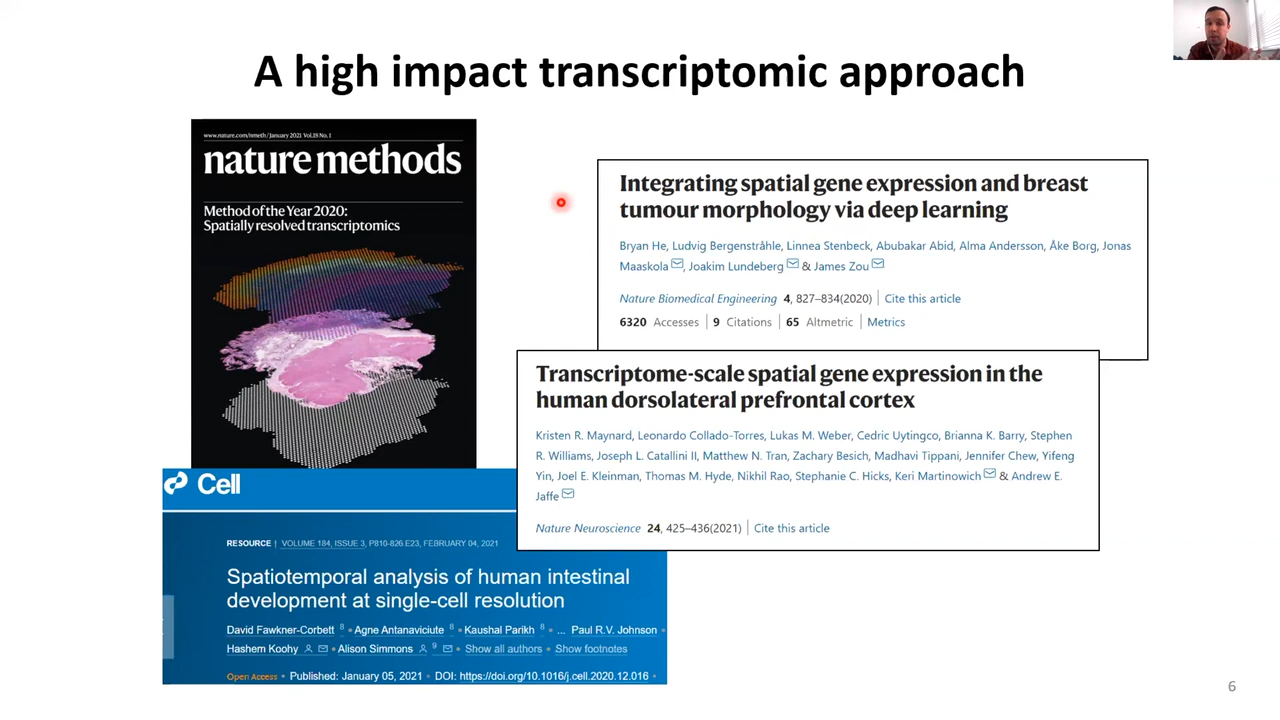 A high impact transcriptomic approach
www.nature.com/nmeth / January 2021 Vol.18 No. 1
nature methods
Method of the Year 2020:
Spatially resolved transcriptomics
Integrating spatial gene expression and breast
tumour morphology via deep learning
Bryan He, Ludvig Bergenstråhle, Linnea Stenbeck, Abubakar Abid, Alma Andersson, Åke Borg, Jonas
Maaskola, Joakim Lundeberg & James Zou
Nature Biomedical Engineering 4, 827–834(2020) | Cite this article
6320 Accesses | 9 Citations | 65 Altmetric | Metrics
Transcriptome-scale spatial gene expression in the
human dorsolateral prefrontal cortex
Kristen R. Maynard, Leonardo Collado-Torres, Lukas M. Weber, Cedric Uytingco, Brianna K. Barry, Stephen
R. Williams, Joseph L. Catallini II, Matthew N. Tran, Zachary Besich, Madhavi Tippani, Jennifer Chew, Yifeng
Yin, Joel E. Kleinman, Thomas M. Hyde, Nikhil Rao, Stephanie C. Hicks, Keri Martinowich & Andrew E.
Jaffe
Nature Neuroscience 24, 425–436(2021) | Cite this article
Cell
RESOURCE | VOLUME 184, ISSUE 3, P810-826.E23, FEBRUARY 04, 2021
Spatiotemporal analysis of human intestinal
development at single-cell resolution
David Fawkner-Corbett 8 • Agne Antanaviciute 8 • Kaushal Parikh 8 • ... Paul R.V. Johnson •
Hashem Koohy • Alison Simmons 9 • Show all authors • Show footnotes
Open Access • Published: January 05, 2021 • DOI: https://doi.org/10.1016/j.cell.2020.12.016 •
6